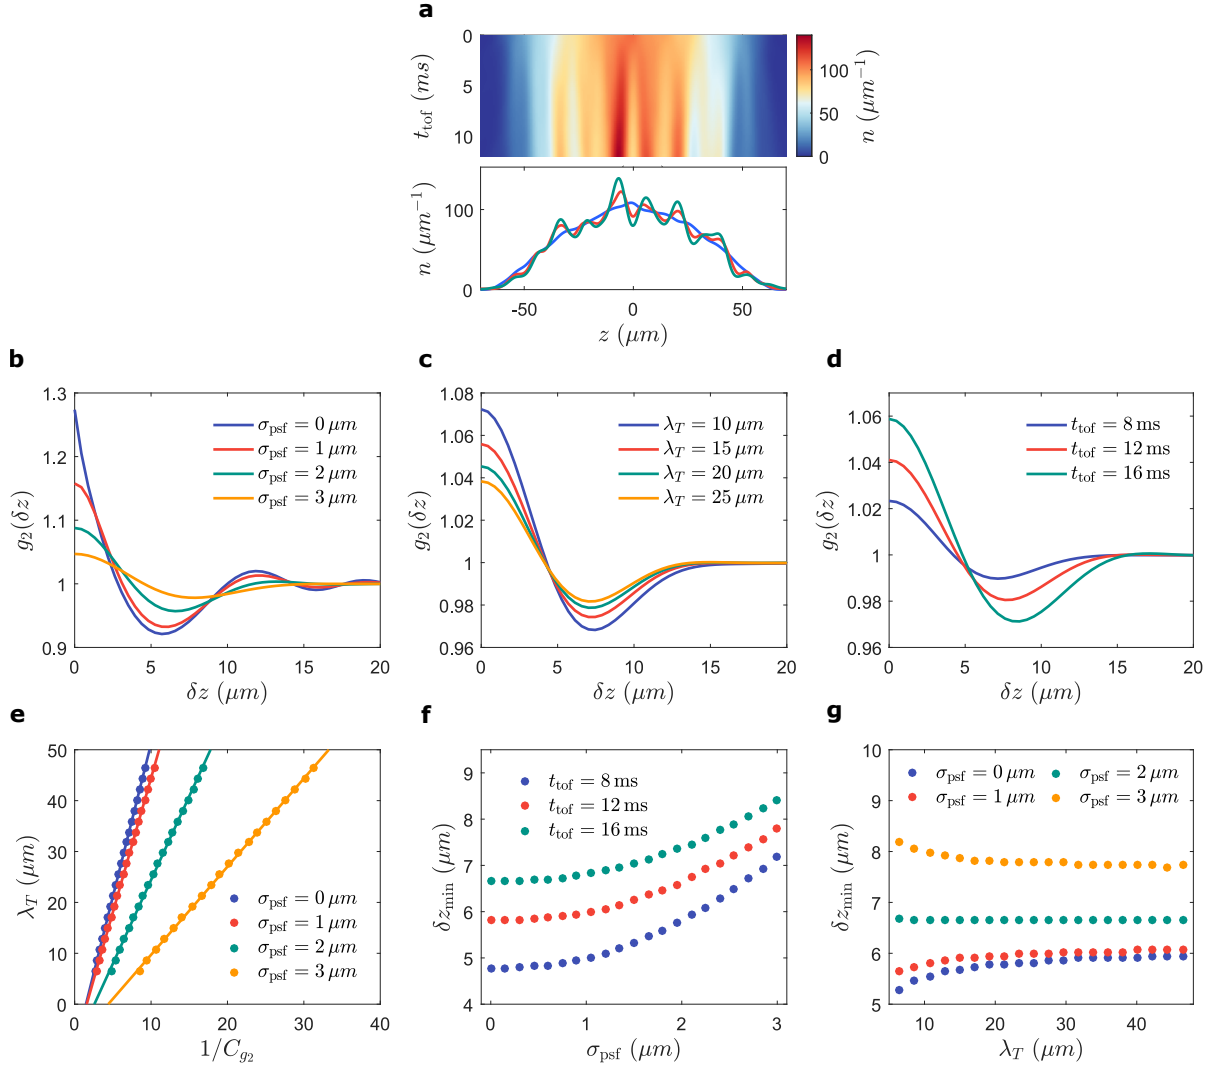 a
0
5
10
t_tof (ms)
100
50
0
n (μm⁻¹)
100
0
n (μm⁻¹)
-50 0 50
z (μm)
b
1.3
1.2
1.1
1
0.9
g₂(δz)
σ_psf = 0 μm
σ_psf = 1 μm
σ_psf = 2 μm
σ_psf = 3 μm
0 5 10 15 20
δz (μm)
c
1.08
1.06
1.04
1.02
1
0.98
0.96
g₂(δz)
λ_T = 10 μm
λ_T = 15 μm
λ_T = 20 μm
λ_T = 25 μm
0 5 10 15 20
δz (μm)
d
1.06
1.04
1.02
1
0.98
0.96
g₂(δz)
t_tof = 8 ms
t_tof = 12 ms
t_tof = 16 ms
0 5 10 15 20
δz (μm)
e
50
40
30
20
10
0
λ_T (μm)
σ_psf = 0 μm
σ_psf = 1 μm
σ_psf = 2 μm
σ_psf = 3 μm
0 10 20 30 40
1/C_g₂
f
9
8
7
6
5
4
δz_min (μm)
t_tof = 8 ms
t_tof = 12 ms
t_tof = 16 ms
0 1 2 3
σ_psf (μm)
g
10
9
8
7
6
5
δz_min (μm)
σ_psf = 0 μm σ_psf = 2 μm
σ_psf = 1 μm σ_psf = 3 μm
10 20 30 40
λ_T (μm)